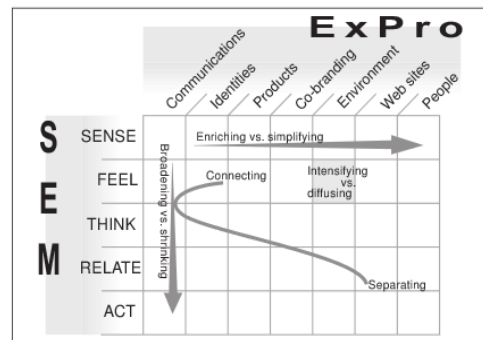 ExPro
Communications
Identities
Products
Co-branding
Environment
Web sites
People
SEM
SENSE
FEEL
THINK
RELATE
ACT
Enriching vs. simplifying
Broadening vs. shrinking
Connecting
Intensifying
vs.
diffusing
Separating